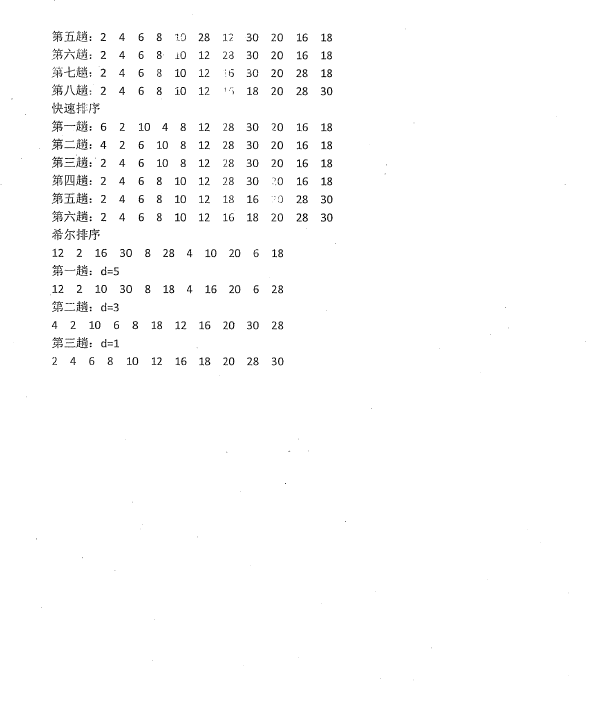 第五趟：2 4 6 8 10 28 12 30 20 16 18
第六趟：2 4 6 8 10 12 28 30 20 16 18
第七趟：2 4 6 8 10 12 16 30 20 28 18
第八趟：2 4 6 8 10 12 16 18 20 28 30
快速排序
第一趟：6 2 10 4 8 12 28 30 20 16 18
第二趟：4 2 6 10 8 12 28 30 20 16 18
第三趟：2 4 6 10 8 12 28 30 20 16 18
第四趟：2 4 6 8 10 12 28 30 20 16 18
第五趟：2 4 6 8 10 12 18 16 20 28 30
第六趟：2 4 6 8 10 12 16 18 20 28 30
希尔排序
12 2 16 30 8 28 4 10 20 6 18
第一趟：d=5
12 2 10 30 8 18 4 16 20 6 28
第二趟：d=3
4 2 10 6 8 18 12 16 20 30 28
第三趟：d=1
2 4 6 8 10 12 16 18 20 28 30